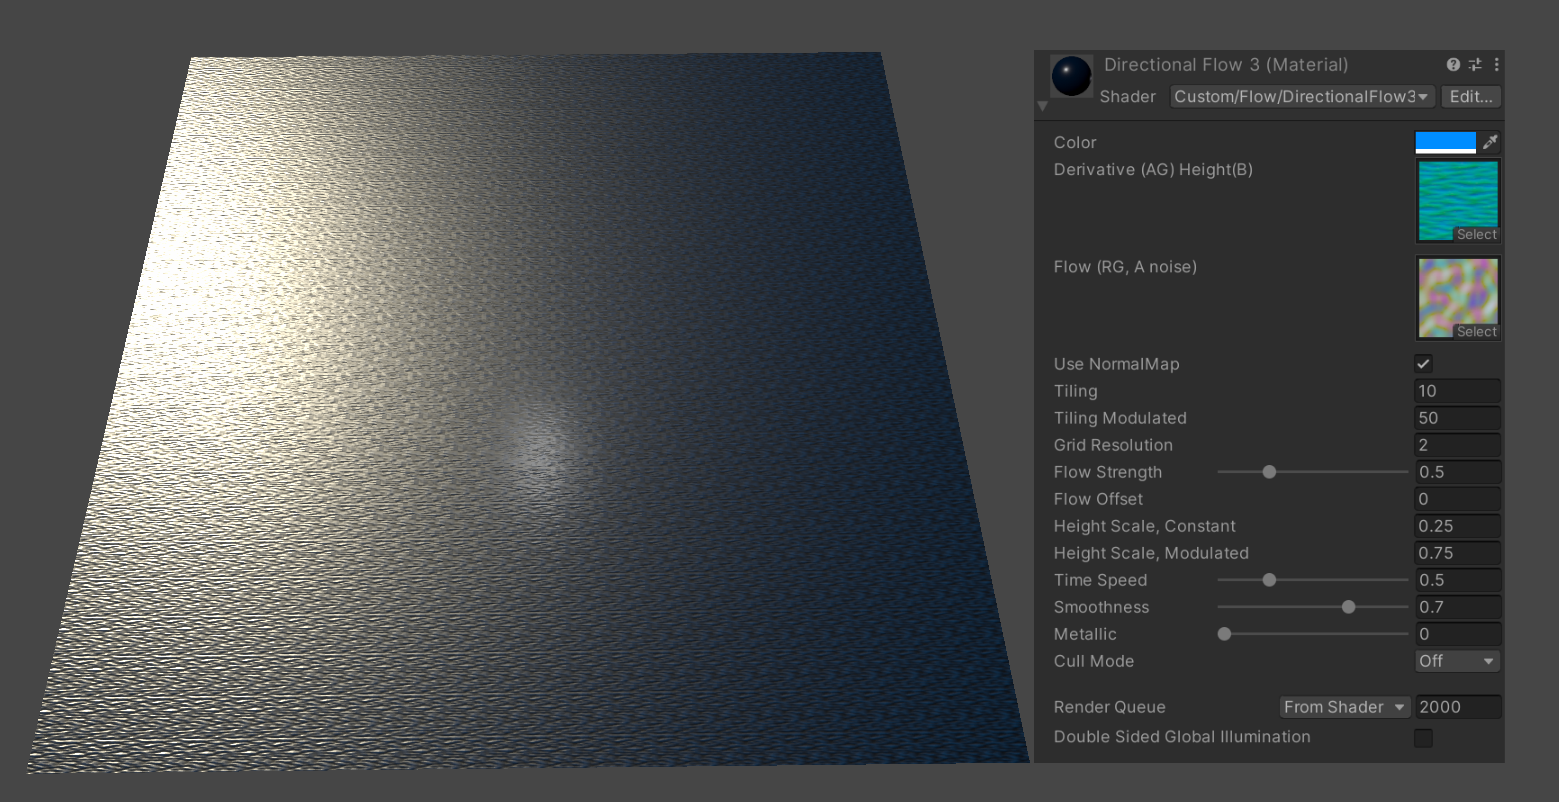 Directional Flow 3 (Material)
Shader Custom/Flow/DirectionalFlow3 Edit...
Color
Derivative (AG) Height(B)
Select
Flow (RG, A noise)
Select
Use NormalMap
Tiling 10
Tiling Modulated 50
Grid Resolution 2
Flow Strength 0.5
Flow Offset 0
Height Scale, Constant 0.25
Height Scale, Modulated 0.75
Time Speed 0.5
Smoothness 0.7
Metallic 0
Cull Mode Off
Render Queue From Shader 2000
Double Sided Global Illumination